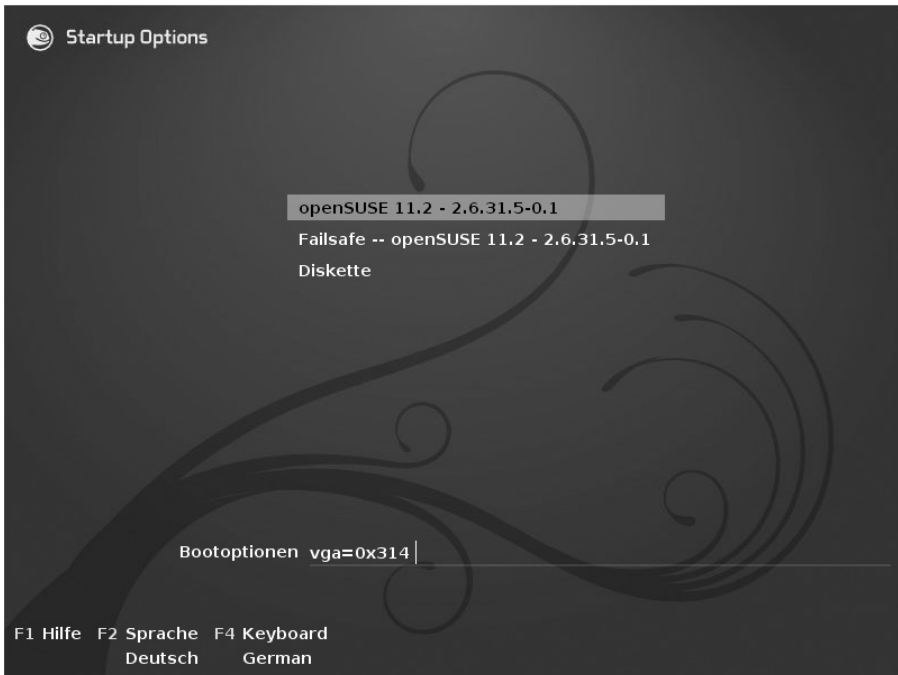 Startup Options
openSUSE 11.2 - 2.6.31.5-0.1
Failsafe -- openSUSE 11.2 - 2.6.31.5-0.1
Diskette
Bootoptionen vga=0x314
F1 Hilfe F2 Sprache F4 Keyboard
Deutsch German